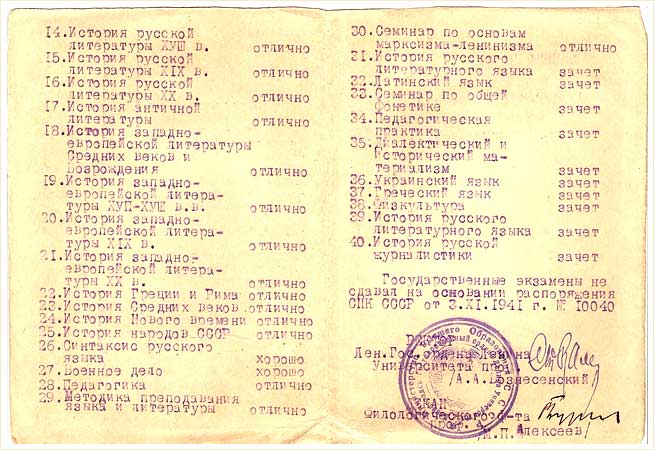 14.История русской
литературы ХУШ в. отлично
15.История русской
литературы XIX в. отлично
16.История русской
литературы XX в. отлично
17.История античной
литературы отлично
18.История западно-
европейской литературы
Средних веков и
Возрождения отлично
19.История западно-
европейской литера-
туры ХУП-ХУШ в.в. отлично
20.История западно-
европейской литера-
туры XIX в. отлично
21.История западно-
европейской литера-
туры XX в. отлично
22.История Греции и Рима отлично
23.История Средних веков отлично
24.История Нового времени отлично
25.История народов СССР отлично
26.Синтаксис русского
языка хорошо
27.Военное дело хорошо
28.Педагогика отлично
29.Методика преподавания
языка и литературы отлично
30.Семинар по основам
марксизма-ленинизма отлично
31.История русского
литературного языка зачет
32.Латинский язык зачет
33.Семинар по общей
фонетике зачет
34.Педагогическая
практика зачет
35.Диалектический и
исторический ма-
териализм зачет
36.Украинский язык зачет
37.Греческий язык зачет
38.Физкультура зачет
39.История русского
литературного языка зачет
40.История русской
журналистики зачет
Государственные экзамены не
сдавал на основании распоряжения
СНК СССР от 3.XI.1941 г. № 10040
Ректор
Лен.Гос.ордена Ленина
Университета
/А.А.Вознесенский
Филологического ф-та
проф.
/М.П.Алексеев/